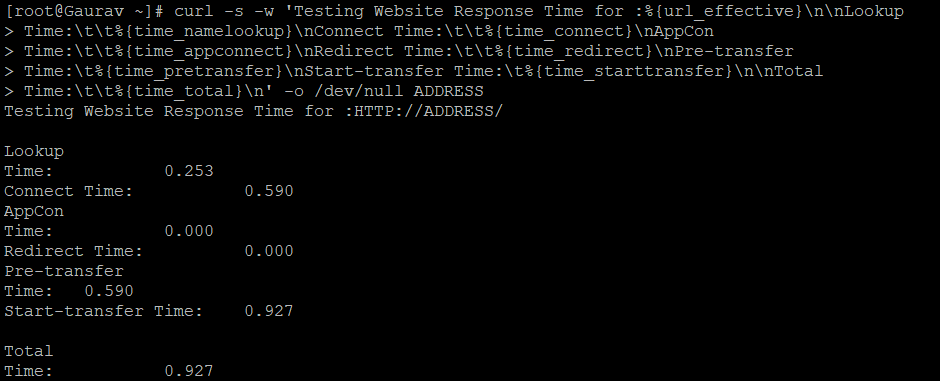 [root@Gaurav ~]# curl -s -w 'Testing Website Response Time for :%{url_effective}\n\nLookup
> Time:\t\t%{time_namelookup}\nConnect Time:\t\t%{time_connect}\nAppCon
> Time:\t\t%{time_appconnect}\nRedirect Time:\t\t%{time_redirect}\nPre-transfer
> Time:\t%{time_pretransfer}\nStart-transfer Time:\t%{time_starttransfer}\n\nTotal
> Time:\t\t%{time_total}\n' -o /dev/null ADDRESS
Testing Website Response Time for :HTTP://ADDRESS/

Lookup
Time:           0.253
Connect Time:           0.590
AppCon
Time:           0.000
Redirect Time:          0.000
Pre-transfer
Time:   0.590
Start-transfer Time:    0.927

Total
Time:           0.927